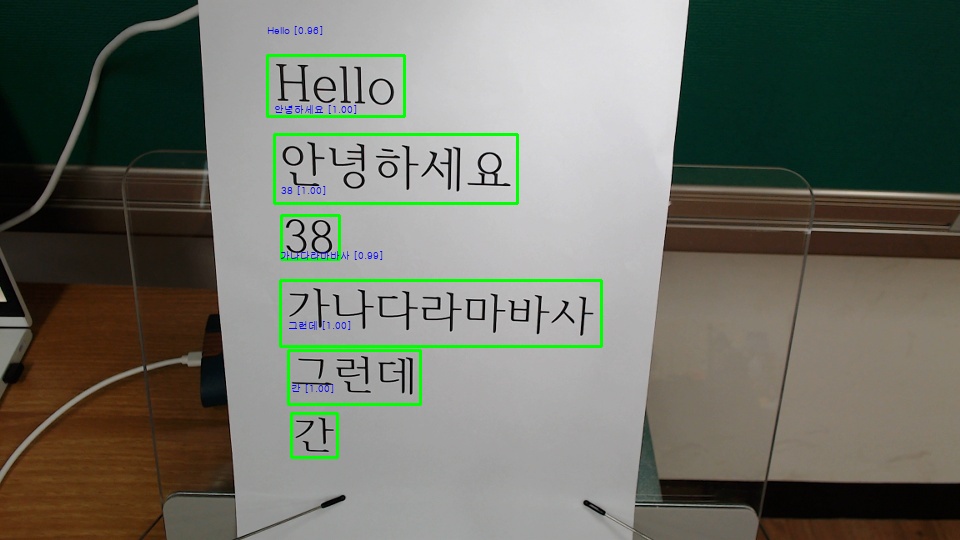 Hello [0.96]
Hello
안녕하세요 [1.00]
안녕하세요
38 [1.00]
38
가나다라마바사 [0.99]
가나다라마바사
그런데 [1.00]
그런데
칸 [1.00]
간